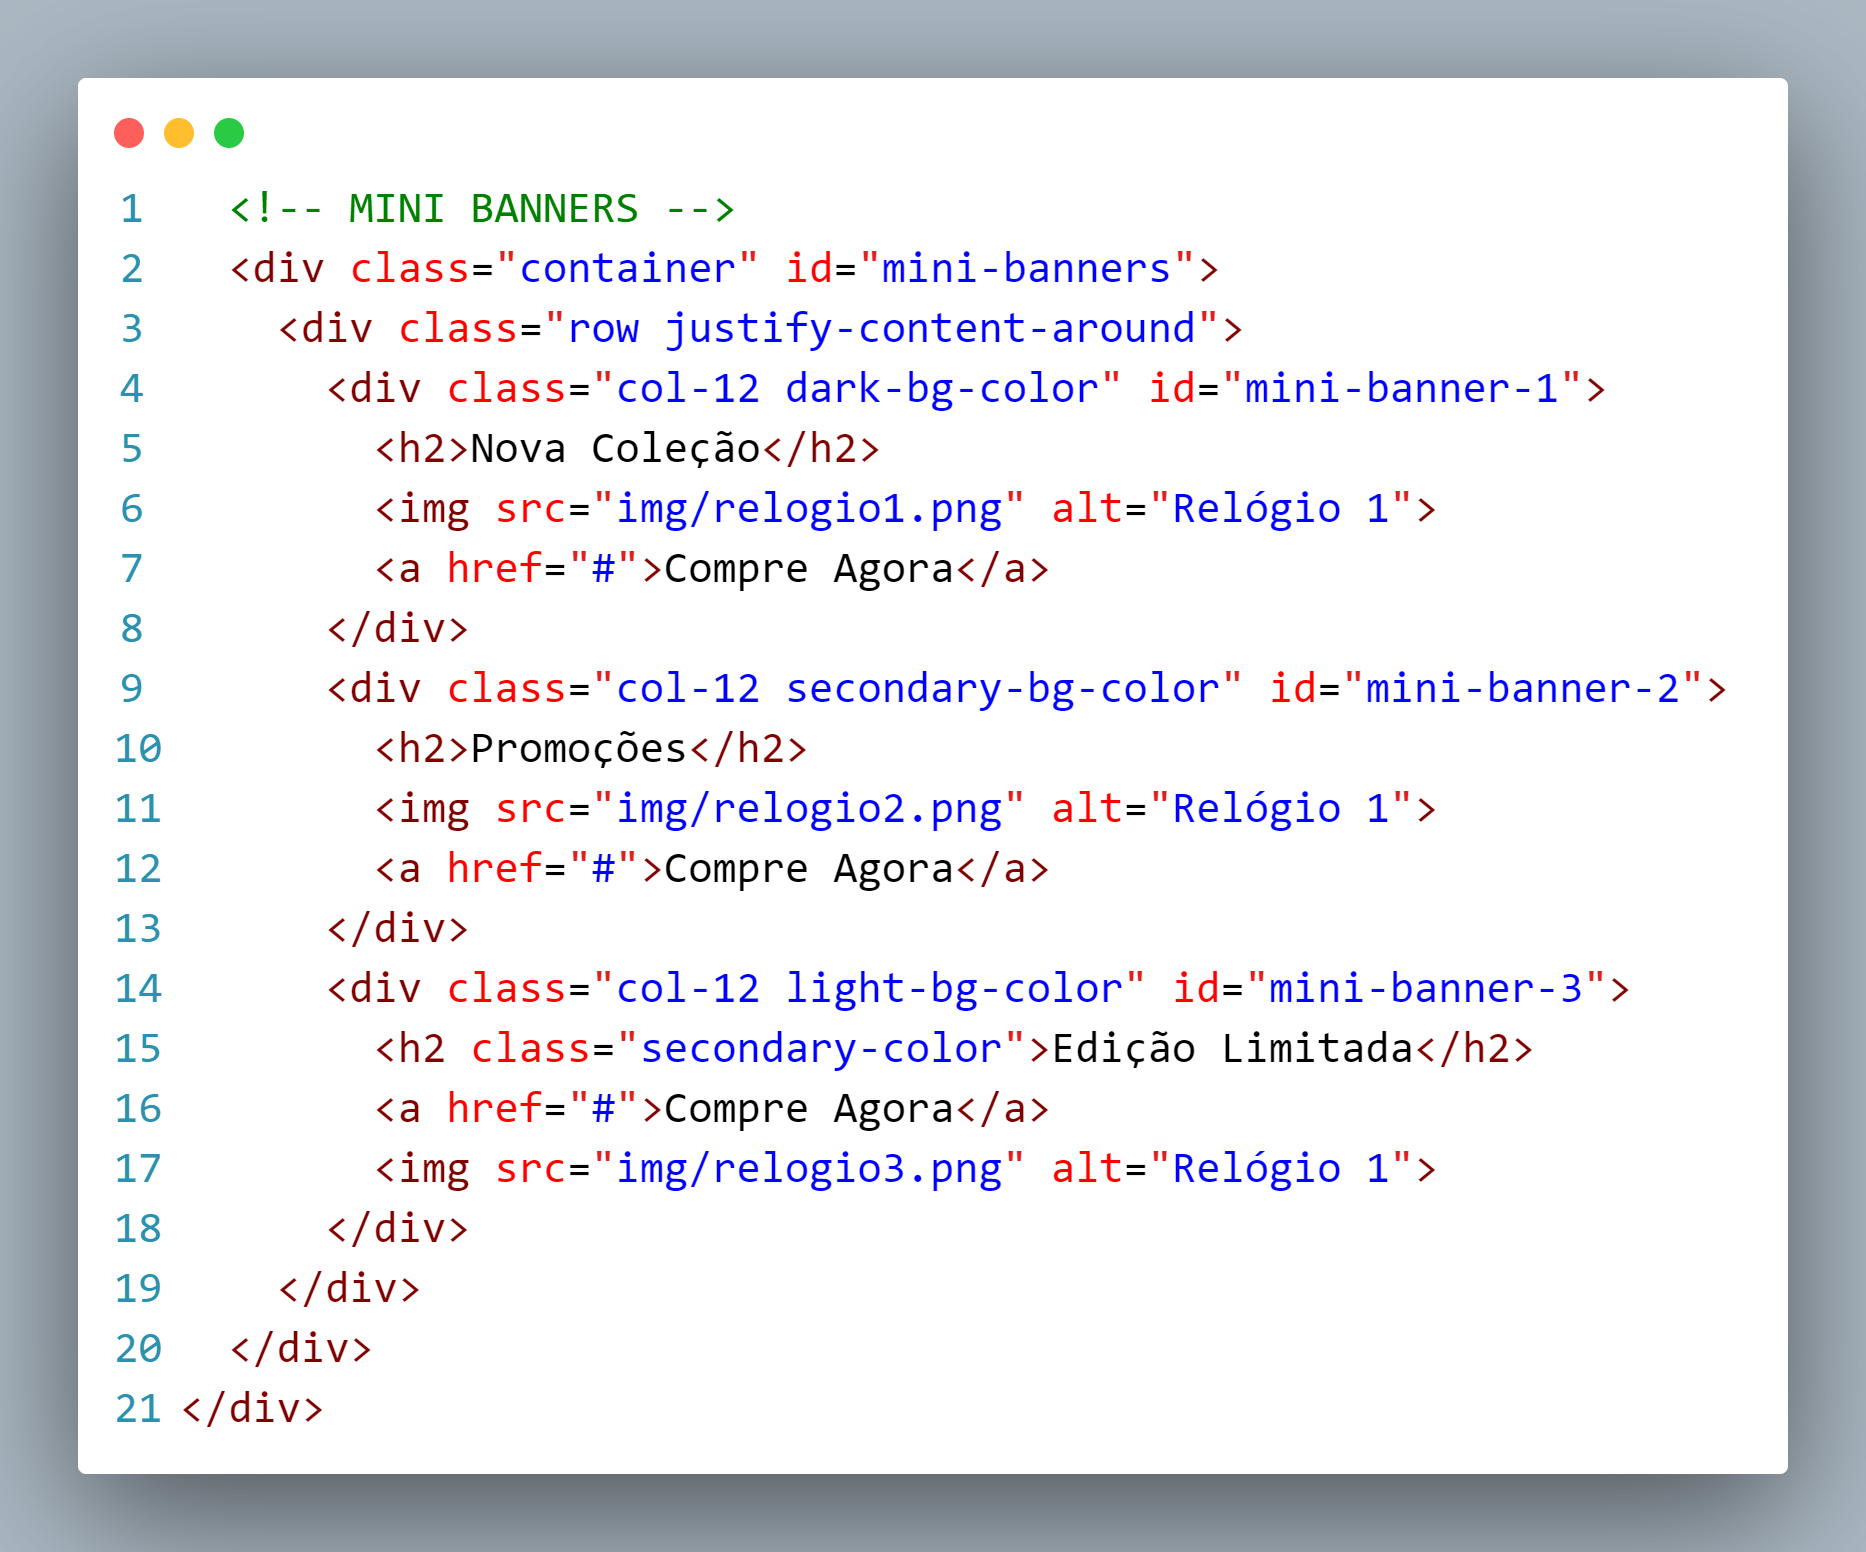 1 <!-- MINI BANNERS -->
2 <div class="container" id="mini-banners">
3 <div class="row justify-content-around">
4 <div class="col-12 dark-bg-color" id="mini-banner-1">
5 <h2>Nova Coleção</h2>
6 <img src="img/relogio1.png" alt="Relógio 1">
7 <a href="#">Compre Agora</a>
8 </div>
9 <div class="col-12 secondary-bg-color" id="mini-banner-2">
10 <h2>Promoções</h2>
11 <img src="img/relogio2.png" alt="Relógio 1">
12 <a href="#">Compre Agora</a>
13 </div>
14 <div class="col-12 light-bg-color" id="mini-banner-3">
15 <h2 class="secondary-color">Edição Limitada</h2>
16 <a href="#">Compre Agora</a>
17 <img src="img/relogio3.png" alt="Relógio 1">
18 </div>
19 </div>
20 </div>
21 </div>